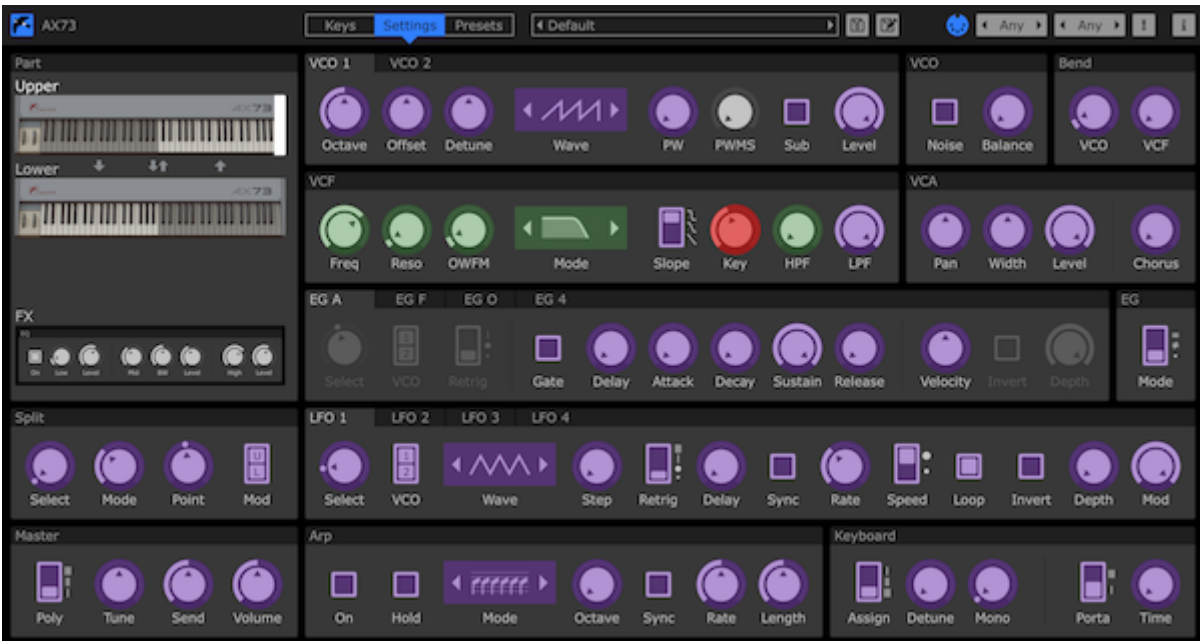 AX73
Keys Settings Presets
Default
Any Any ! i
Part
Upper
AX73
Lower
AX73
FX
EQ
On Low Level Mid BW Level High Level
VCO 1 VCO 2
Octave Offset Detune Wave PW PWMS Sub Level
VCO
Noise Balance
Bend
VCO VCF
VCF
Freq Reso OWFM Mode Slope Key HPF LPF
VCA
Pan Width Level Chorus
EG A EG F EG O EG 4
Select VCO Retrig Gate Delay Attack Decay Sustain Release Velocity Invert Depth
1
2
EG
Mode
Split
Select Mode Point Mod
U
L
LFO 1 LFO 2 LFO 3 LFO 4
1
2
Select VCO Wave Step Retrig Delay Sync Rate Speed Loop Invert Depth Mod
Master
Poly Tune Send Volume
Arp
On Hold Mode Octave Sync Rate Length
Keyboard
Assign Detune Mono Porta Time